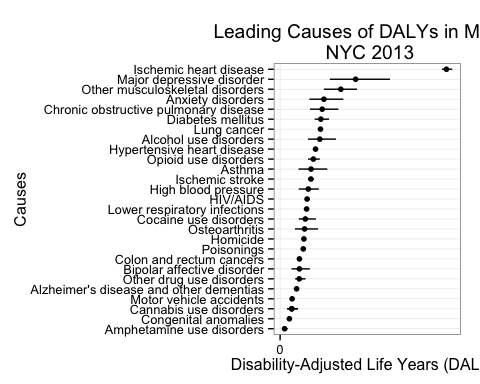 Leading Causes of DALYs in M
NYC 2013
Ischemic heart disease
Major depressive disorder
Other musculoskeletal disorders
Anxiety disorders
Chronic obstructive pulmonary disease
Diabetes mellitus
Lung cancer
Alcohol use disorders
Hypertensive heart disease
Opioid use disorders
Asthma
Ischemic stroke
High blood pressure
HIV/AIDS
Lower respiratory infections
Cocaine use disorders
Osteoarthritis
Homicide
Poisonings
Colon and rectum cancers
Bipolar affective disorder
Other drug use disorders
Alzheimer's disease and other dementias
Motor vehicle accidents
Cannabis use disorders
Congenital anomalies
Amphetamine use disorders
Causes
0
Disability-Adjusted Life Years (DAL